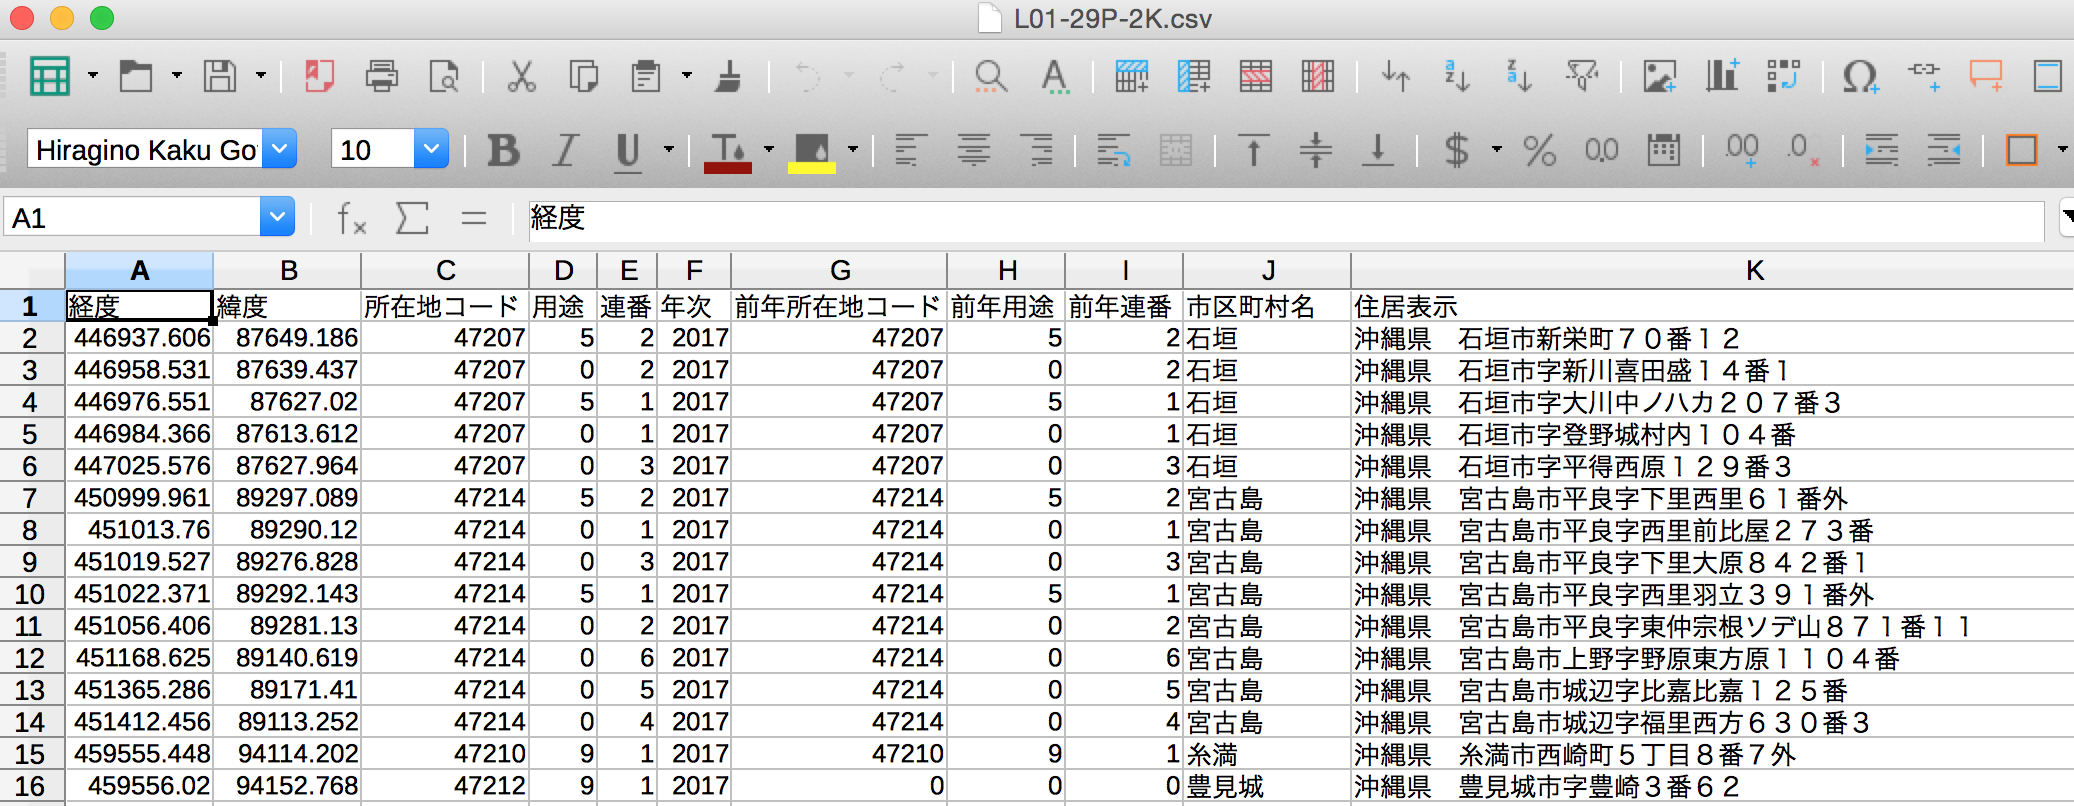 L01-29P-2K.csv
Hiragino Kaku Go 10
A1 経度
A B C D E F G H I J K
1 経度 緯度 所在地コード 用途 連番 年次 前年所在地コード 前年用途 前年連番 市区町村名 住居表示
2 446937.606 87649.186 47207 5 2 2017 47207 5 2 石垣 沖縄県　石垣市新栄町７０番１２
3 446958.531 87639.437 47207 0 2 2017 47207 0 2 石垣 沖縄県　石垣市字新川喜田盛１４番１
4 446976.551 87627.02 47207 5 1 2017 47207 5 1 石垣 沖縄県　石垣市字大川中ノハカ２０７番３
5 446984.366 87613.612 47207 0 1 2017 47207 0 1 石垣 沖縄県　石垣市字登野城村内１０４番
6 447025.576 87627.964 47207 0 3 2017 47207 0 3 石垣 沖縄県　石垣市字平得西原１２９番３
7 450999.961 89297.089 47214 5 2 2017 47214 5 2 宮古島 沖縄県　宮古島市平良字下里西里６１番外
8 451013.76 89290.12 47214 0 1 2017 47214 0 1 宮古島 沖縄県　宮古島市平良字西里前比屋２７３番
9 451019.527 89276.828 47214 0 3 2017 47214 0 3 宮古島 沖縄県　宮古島市平良字下里大原８４２番１
10 451022.371 89292.143 47214 5 1 2017 47214 5 1 宮古島 沖縄県　宮古島市平良字西里羽立３９１番外
11 451056.406 89281.13 47214 0 2 2017 47214 0 2 宮古島 沖縄県　宮古島市平良字東仲宗根ソデ山８７１番１１
12 451168.625 89140.619 47214 0 6 2017 47214 0 6 宮古島 沖縄県　宮古島市上野字野原東方原１１０４番
13 451365.286 89171.41 47214 0 5 2017 47214 0 5 宮古島 沖縄県　宮古島市城辺字比嘉比嘉１２５番
14 451412.456 89113.252 47214 0 4 2017 47214 0 4 宮古島 沖縄県　宮古島市城辺字福里西方６３０番３
15 459555.448 94114.202 47210 9 1 2017 47210 9 1 糸満 沖縄県　糸満市西崎町５丁目８番７外
16 459556.02 94152.768 47212 9 1 2017 0 0 0 豊見城 沖縄県　豊見城市字豊崎３番６２